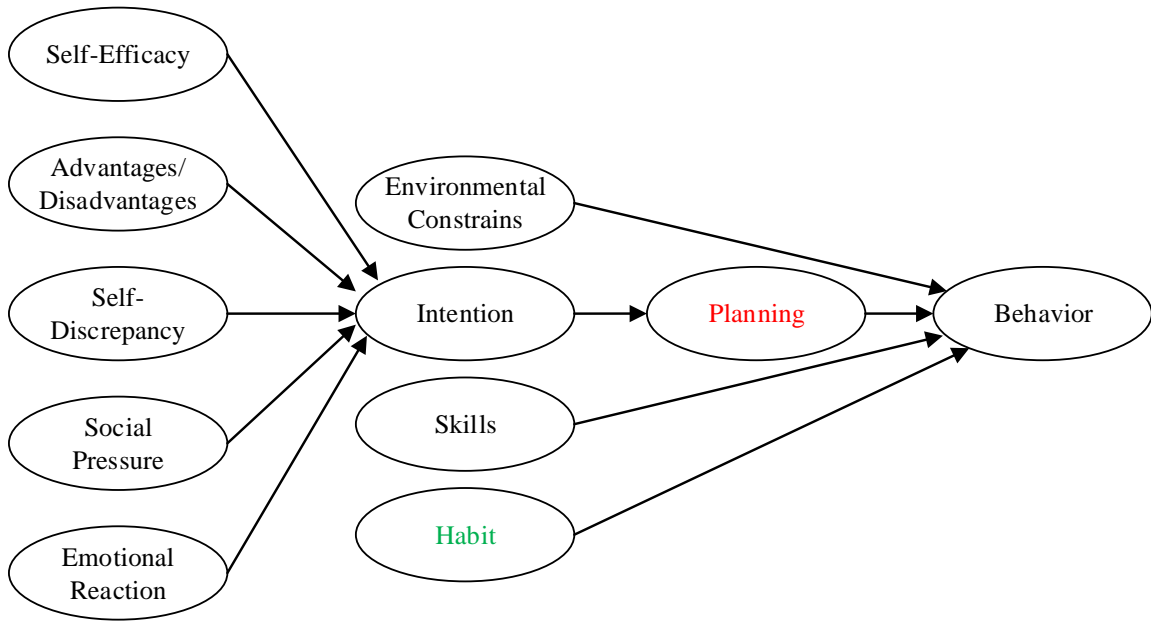 Self-Efficacy
Advantages/
Disadvantages
Self-
Discrepancy
Social
Pressure
Emotional
Reaction
Environmental
Constrains
Intention
Skills
Habit
Planning
Behavior